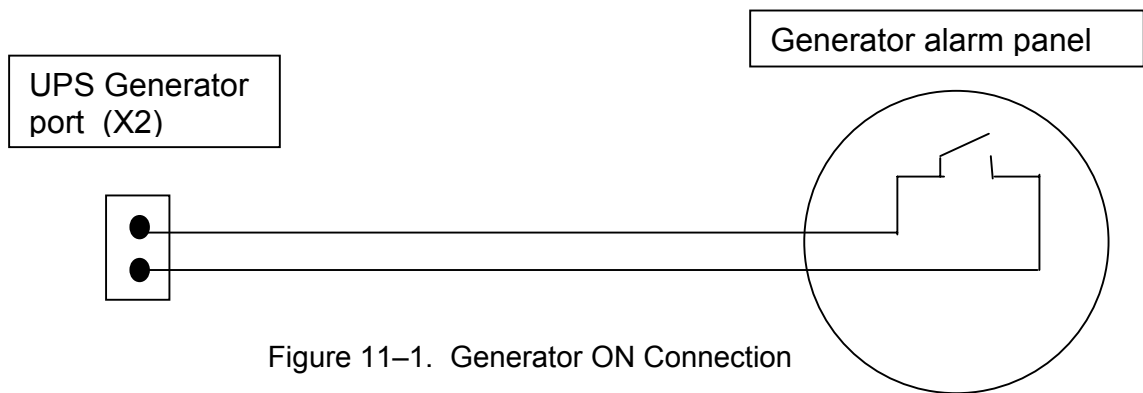 Generator alarm panel
UPS Generator
port (X2)
Figure 11–1. Generator ON Connection